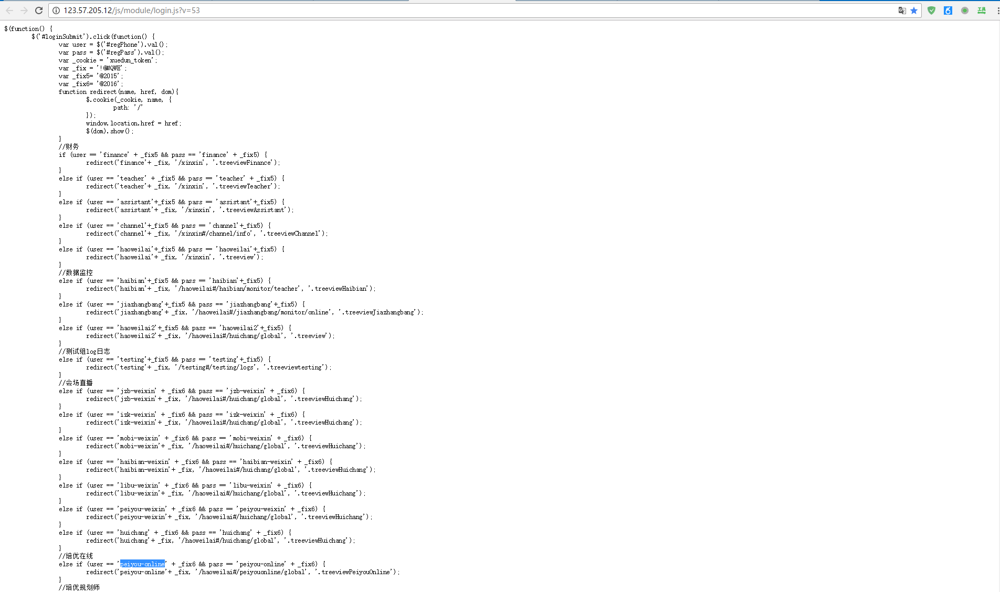 123.57.205.12/js/module/login.js?v=53
工具
$(function() {
$('#loginSubmit').click(function() {
var user = $('#regPhone').val();
var pass = $('#regPass').val();
var _cookie = 'xuedun_token';
var _fix = '!@#QWE';
var _fix5= '@2015';
var _fix6= '@2016';
function redirect(name, href, dom){
$.cookie(_cookie, name, {
path: '/'
});
window.location.href = href;
$(dom).show();
}
//财务
if (user == 'finance' + _fix5 && pass == 'finance' + _fix5) {
redirect('finance'+ _fix, '/xinxin', '.treeviewFinance');
}
else if (user == 'teacher' + _fix5 && pass == 'teacher' + _fix5) {
redirect('teacher'+ _fix, '/xinxin', '.treeviewTeacher');
}
else if (user == 'assistant'+_fix5 && pass == 'assistant'+_fix5) {
redirect('assistant'+ _fix, '/xinxin', '.treeviewAssistant');
}
else if (user == 'channel'+_fix5 && pass == 'channel'+_fix5) {
redirect('channel'+ _fix, '/xinxin#/channel/info', '.treeviewChannel');
}
else if (user == 'haoweilai'+_fix5 && pass == 'haoweilai'+_fix5) {
redirect('haoweilai'+ _fix, '/xinxin', '.treeview');
}
//数据监控
else if (user == 'haibian'+_fix5 && pass == 'haibian'+_fix5) {
redirect('haibian'+ _fix, '/haoweilai#/haibian/monitor/teacher', '.treeviewHaibian');
}
else if (user == 'jiazhangbang'+_fix5 && pass == 'jiazhangbang'+_fix5) {
redirect('jiazhangbang'+ _fix, '/haoweilai#/jiazhangbang/monitor/online', '.treeviewJiazhangbang');
}
else if (user == 'haoweilai2'+_fix5 && pass == 'haoweilai2'+_fix5) {
redirect('haoweilai2'+ _fix, '/haoweilai#/huichang/global', '.treeview');
}
//测试组log日志
else if (user == 'testing'+_fix5 && pass == 'testing'+_fix5) {
redirect('testing'+ _fix, '/testing#/testing/logs', '.treeviewtesting');
}
//会场直播
else if (user == 'jzb-weixin' + _fix6 && pass == 'jzb-weixin' + _fix6) {
redirect('jzb-weixin'+ _fix, '/haoweilai#/huichang/global', '.treeviewHuichang');
}
else if (user == 'izk-weixin' + _fix6 && pass == 'izk-weixin' + _fix6) {
redirect('izk-weixin'+ _fix, '/haoweilai#/huichang/global', '.treeviewHuichang');
}
else if (user == 'mobi-weixin' + _fix6 && pass == 'mobi-weixin' + _fix6) {
redirect('mobi-weixin'+ _fix, '/haoweilai#/huichang/global', '.treeviewHuichang');
}
else if (user == 'haibian-weixin' + _fix6 && pass == 'haibian-weixin' + _fix6) {
redirect('haibian-weixin'+ _fix, '/haoweilai#/huichang/global', '.treeviewHuichang');
}
else if (user == 'libu-weixin' + _fix6 && pass == 'libu-weixin' + _fix6) {
redirect('libu-weixin'+ _fix, '/haoweilai#/huichang/global', '.treeviewHuichang');
}
else if (user == 'peiyou-weixin' + _fix6 && pass == 'peiyou-weixin' + _fix6) {
redirect('peiyou-weixin'+ _fix, '/haoweilai#/huichang/global', '.treeviewHuichang');
}
else if (user == 'huichang' + _fix6 && pass == 'huichang' + _fix6) {
redirect('huichang'+ _fix, '/haoweilai#/huichang/global', '.treeviewHuichang');
}
//培优在线
else if (user == 'peiyou-online' + _fix6 && pass == 'peiyou-online' + _fix6) {
redirect('peiyou-online'+ _fix, '/haoweilai#/peiyouonline/global', '.treeviewPeiyouOnline');
}
//培优规划师